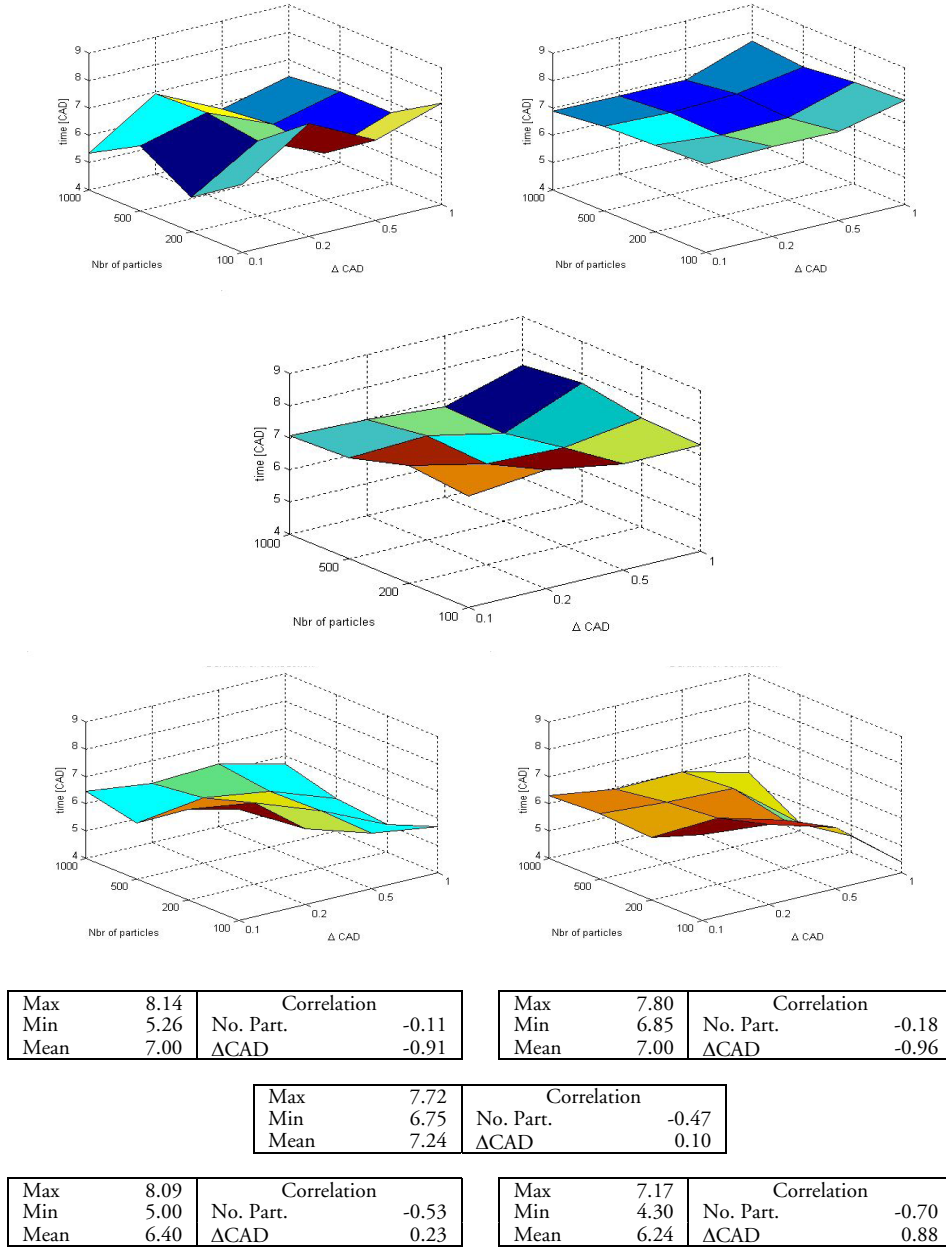 9
8
7
6
5
4
time [CAD]
1000
500
200
100
Nbr of particles
0.1
0.2
0.5
1
Δ CAD
9
8
7
6
5
4
time [CAD]
1000
500
200
100
Nbr of particles
0.1
0.2
0.5
1
Δ CAD
9
8
7
6
5
4
time [CAD]
1000
500
200
100
Nbr of particles
0.1
0.2
0.5
1
Δ CAD
9
8
7
6
5
4
time [CAD]
1000
500
200
100
Nbr of particles
0.1
0.2
0.5
1
Δ CAD
9
8
7
6
5
4
time [CAD]
1000
500
200
100
Nbr of particles
0.1
0.2
0.5
1
Δ CAD
Max 8.14 Correlation
Min 5.26 No. Part. -0.11
Mean 7.00 ΔCAD -0.91
Max 7.80 Correlation
Min 6.85 No. Part. -0.18
Mean 7.00 ΔCAD -0.96
Max 7.72 Correlation
Min 6.75 No. Part. -0.47
Mean 7.24 ΔCAD 0.10
Max 8.09 Correlation
Min 5.00 No. Part. -0.53
Mean 6.40 ΔCAD 0.23
Max 7.17 Correlation
Min 4.30 No. Part. -0.70
Mean 6.24 ΔCAD 0.88